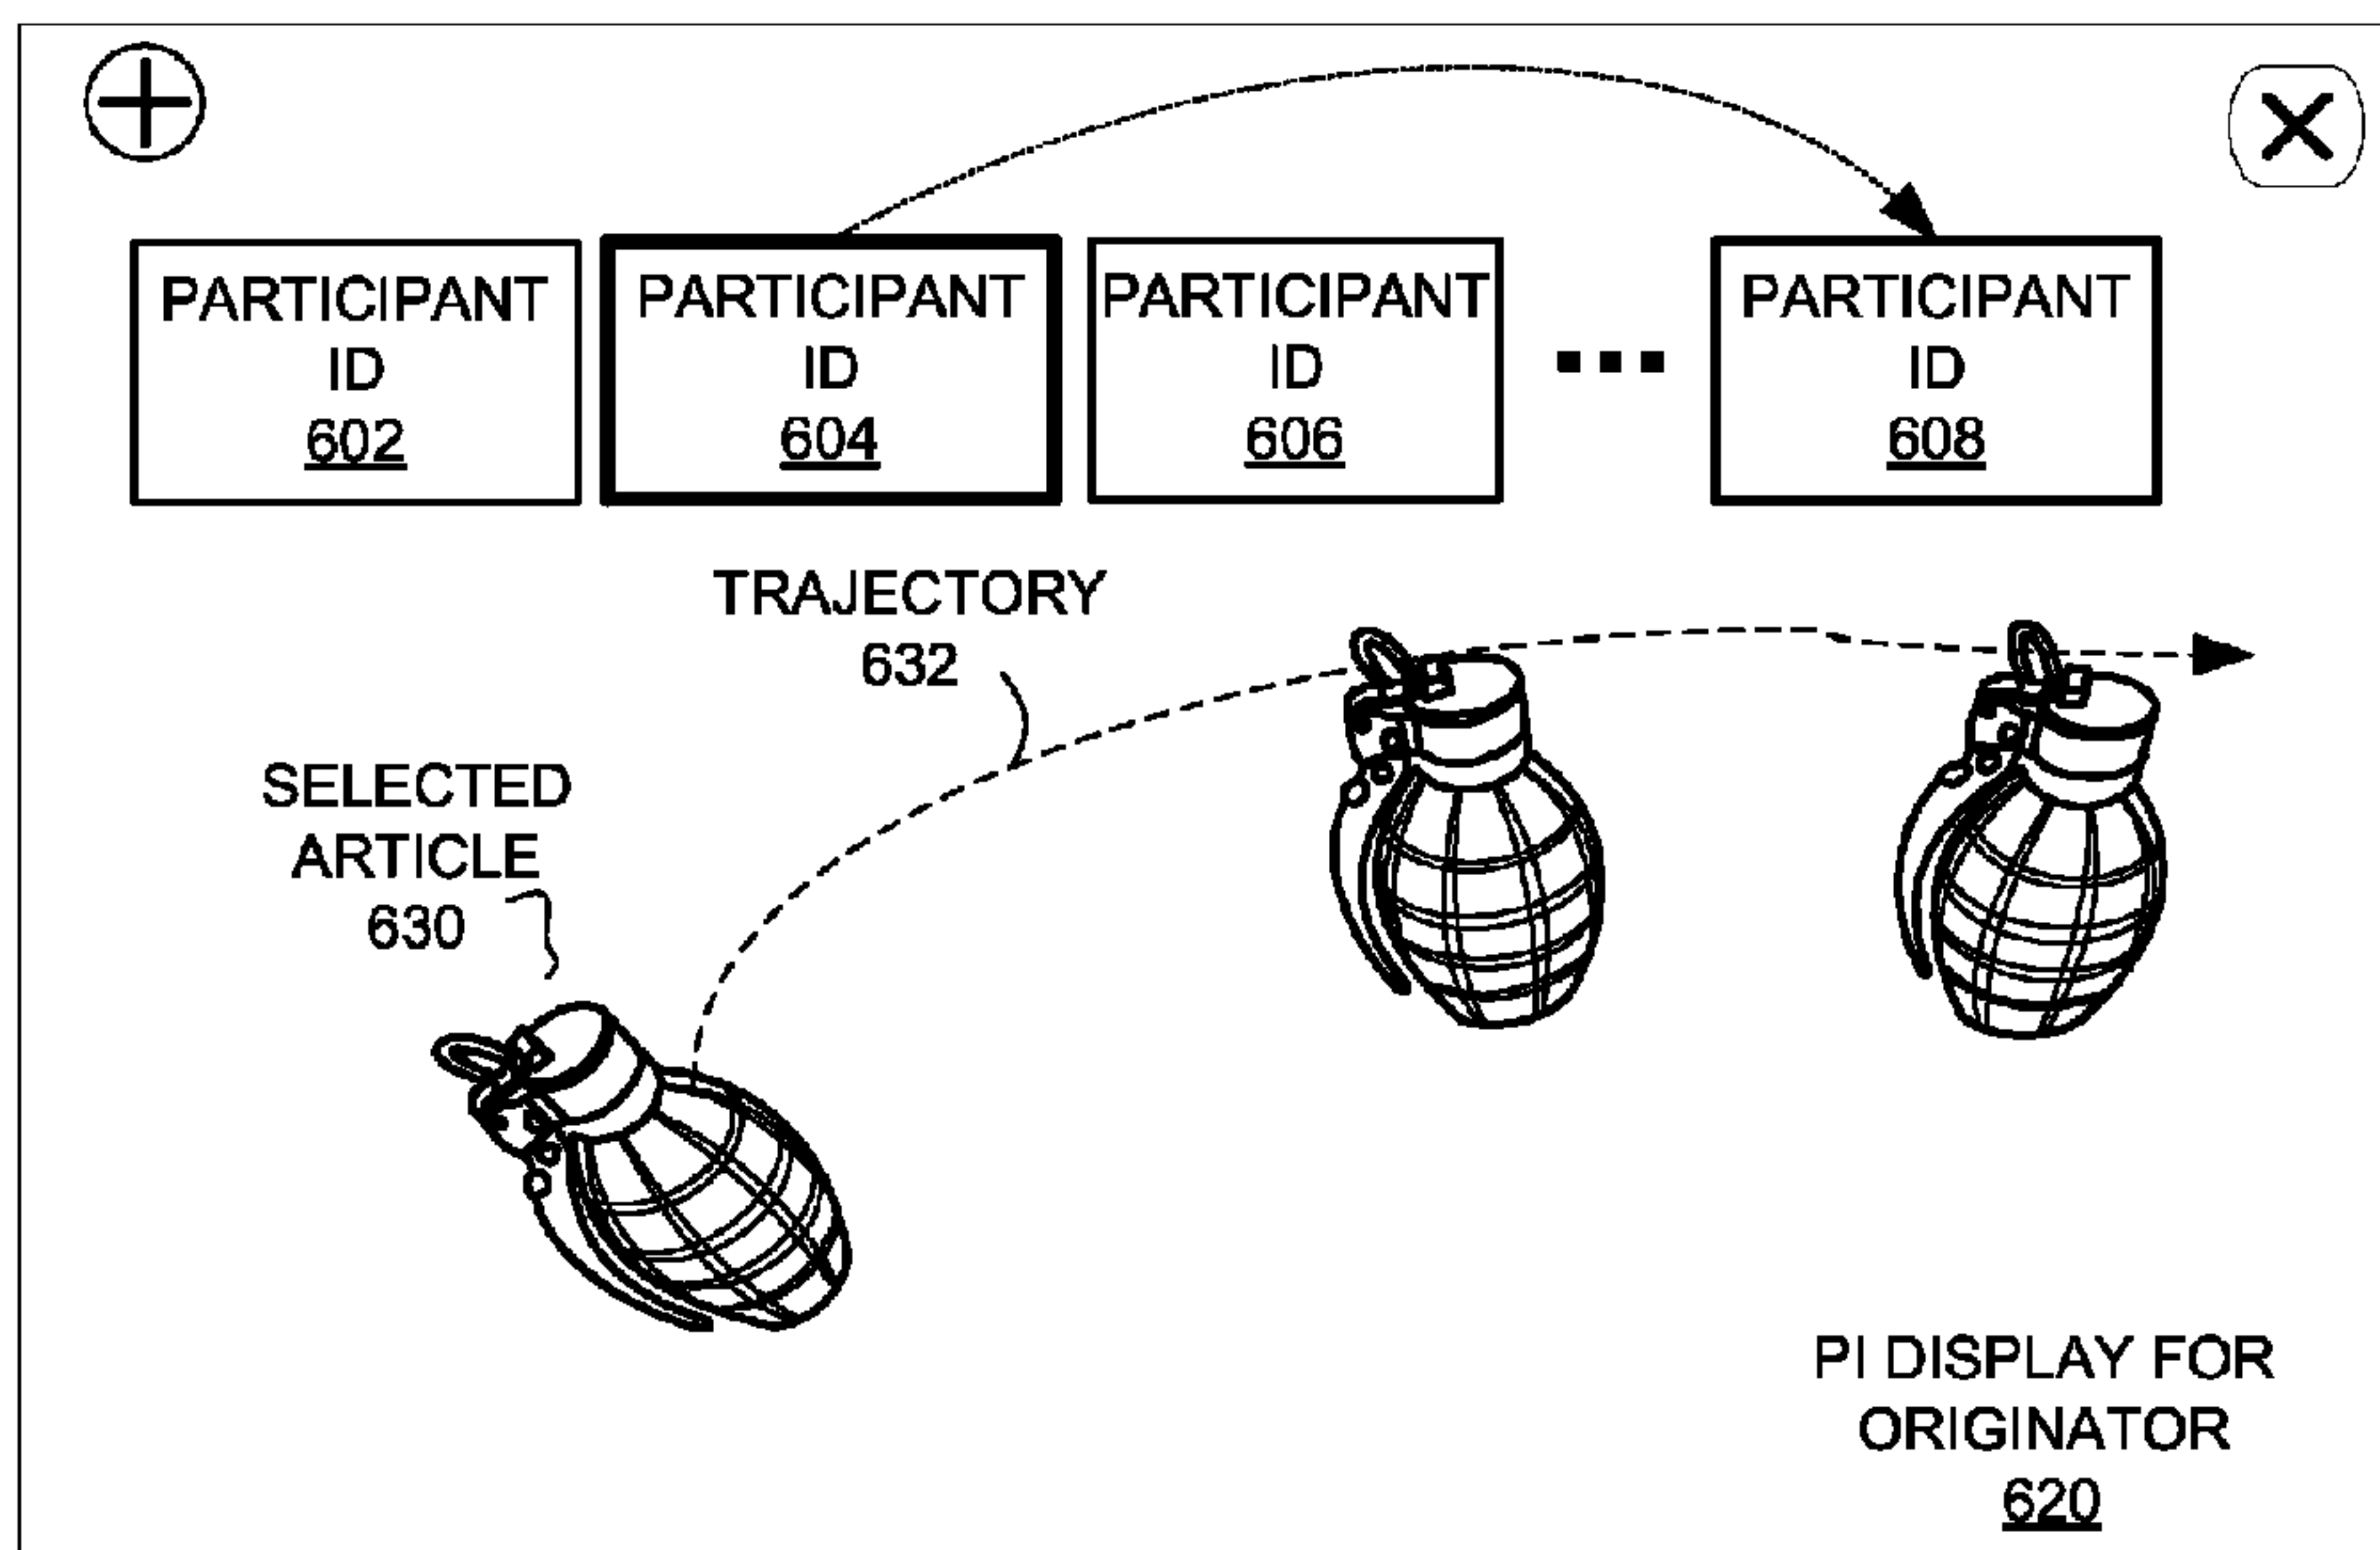 PARTICIPANT
ID
602
PARTICIPANT
ID
604
PARTICIPANT
ID
606
...
PARTICIPANT
ID
608
TRAJECTORY
632
SELECTED
ARTICLE
630
PI DISPLAY FOR
ORIGINATOR
620